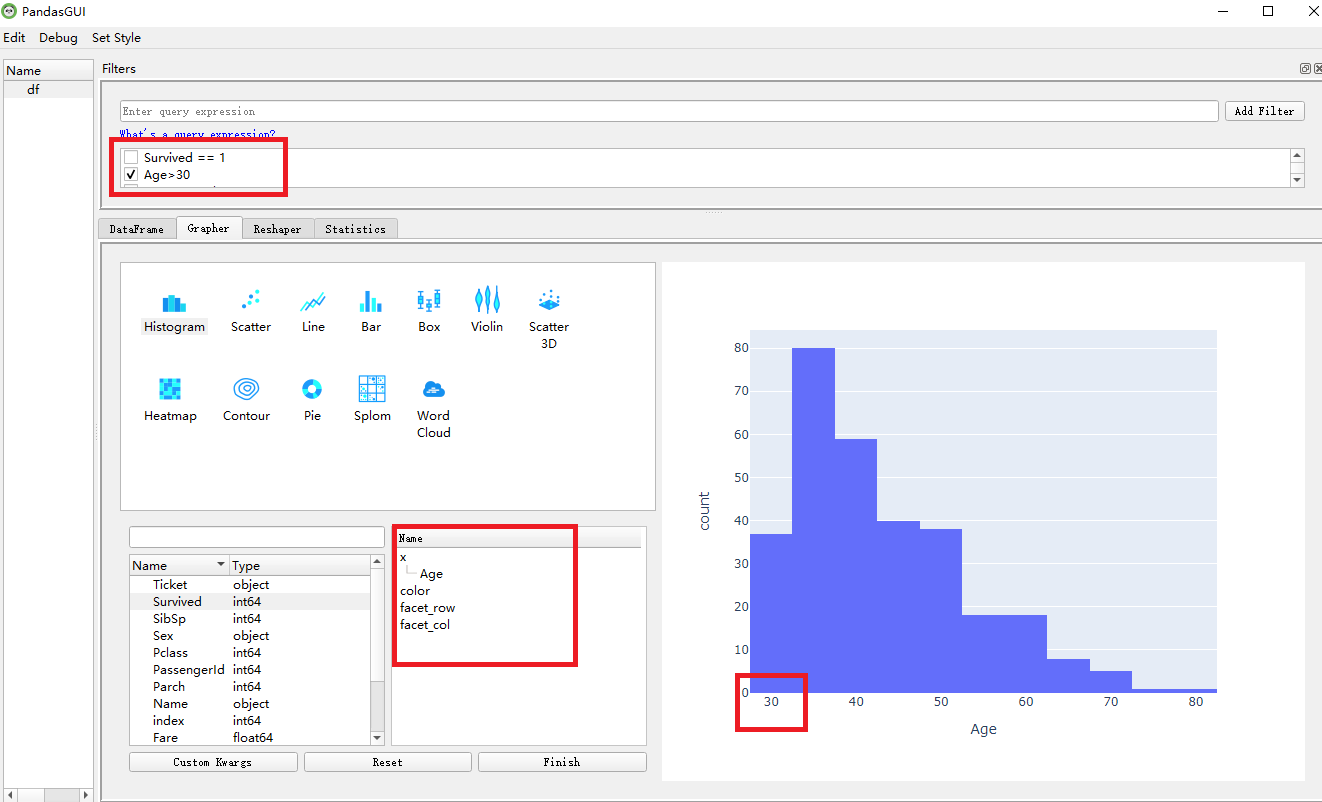 PandasGUI
Edit Debug Set Style
Name
df
Filters
Enter query expression
Add Filter
What's a query expression?
Survived == 1
Age>30
DataFrame Grapher Reshaper Statistics
Histogram Scatter Line Bar Box Violin Scatter 3D
Heatmap Contour Pie Splom Word Cloud
Name Type
Ticket object
Survived int64
SibSp int64
Sex object
Pclass int64
PassengerId int64
Parch int64
Name object
index int64
Fare float64
Name
x
Age
color
facet_row
facet_col
Custom Kwargs Reset Finish
80
70
60
50
40
30
20
10
0
count
30 40 50 60 70 80
Age